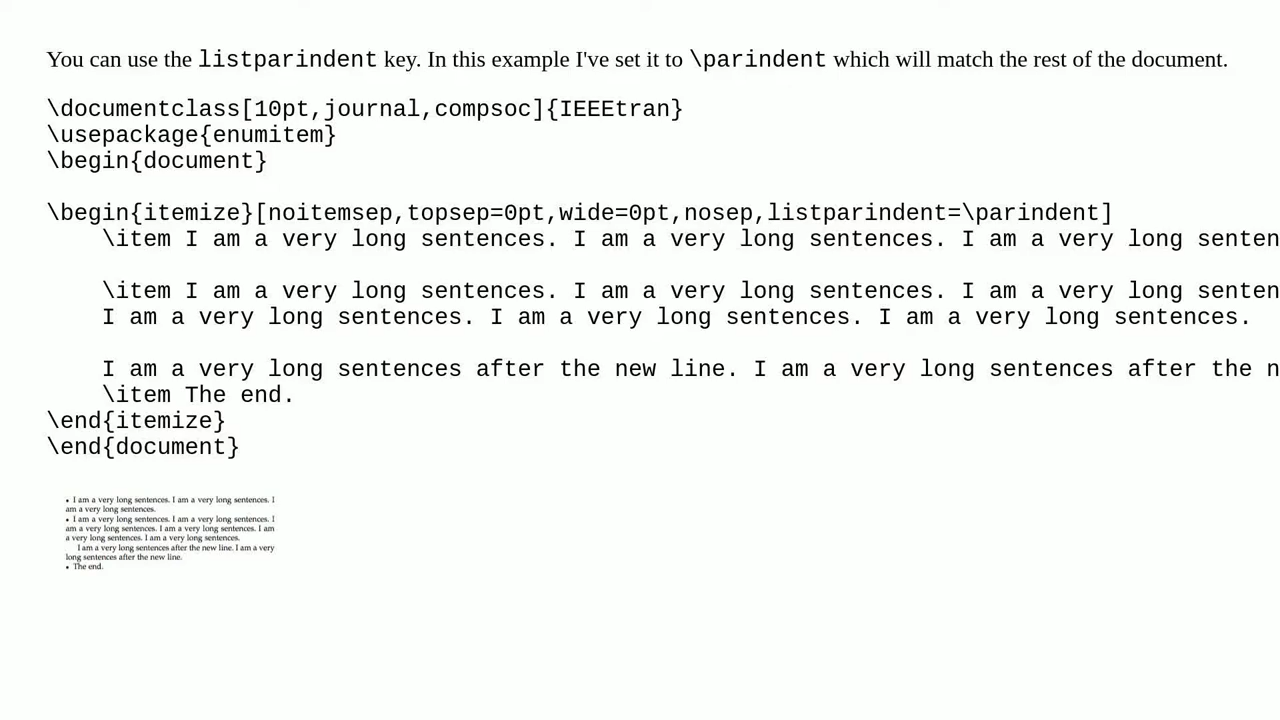 You can use the listparindent key. In this example I've set it to \parindent which will match the rest of the document.
\documentclass[10pt,journal,compsoc]{IEEEtran}
\usepackage{enumitem}
\begin{document}
\begin{itemize}[noitemsep,topsep=0pt,wide=0pt,nosep,listparindent=\parindent]
\item I am a very long sentences. I am a very long sentences. I am a very long senten
\item I am a very long sentences. I am a very long sentences. I am a very long senten
I am a very long sentences. I am a very long sentences. I am a very long sentences.
I am a very long sentences after the new line. I am a very long sentences after the n
\item The end.
\end{itemize}
\end{document}
• I am a very long sentences. I am a very long sentences. I
am a very long sentences.
• I am a very long sentences. I am a very long sentences. I
am a very long sentences. I am a very long sentences. I am
a very long sentences. I am a very long sentences.
I am a very long sentences after the new line. I am a very
long sentences after the new line.
• The end.